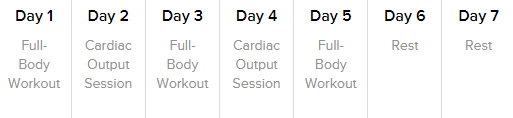 Day 1 Day 2 Day 3 Day 4 Day 5 Day 6 Day 7
Full- Cardiac Full- Cardiac Full- Rest Rest
Body Output Body Output Body
Workout Session Workout Session Workout